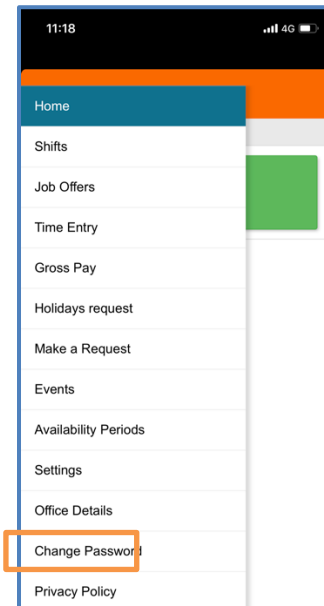 11:18 4G
Home
Shifts
Job Offers
Time Entry
Gross Pay
Holidays request
Make a Request
Events
Availability Periods
Settings
Office Details
Change Password
Privacy Policy